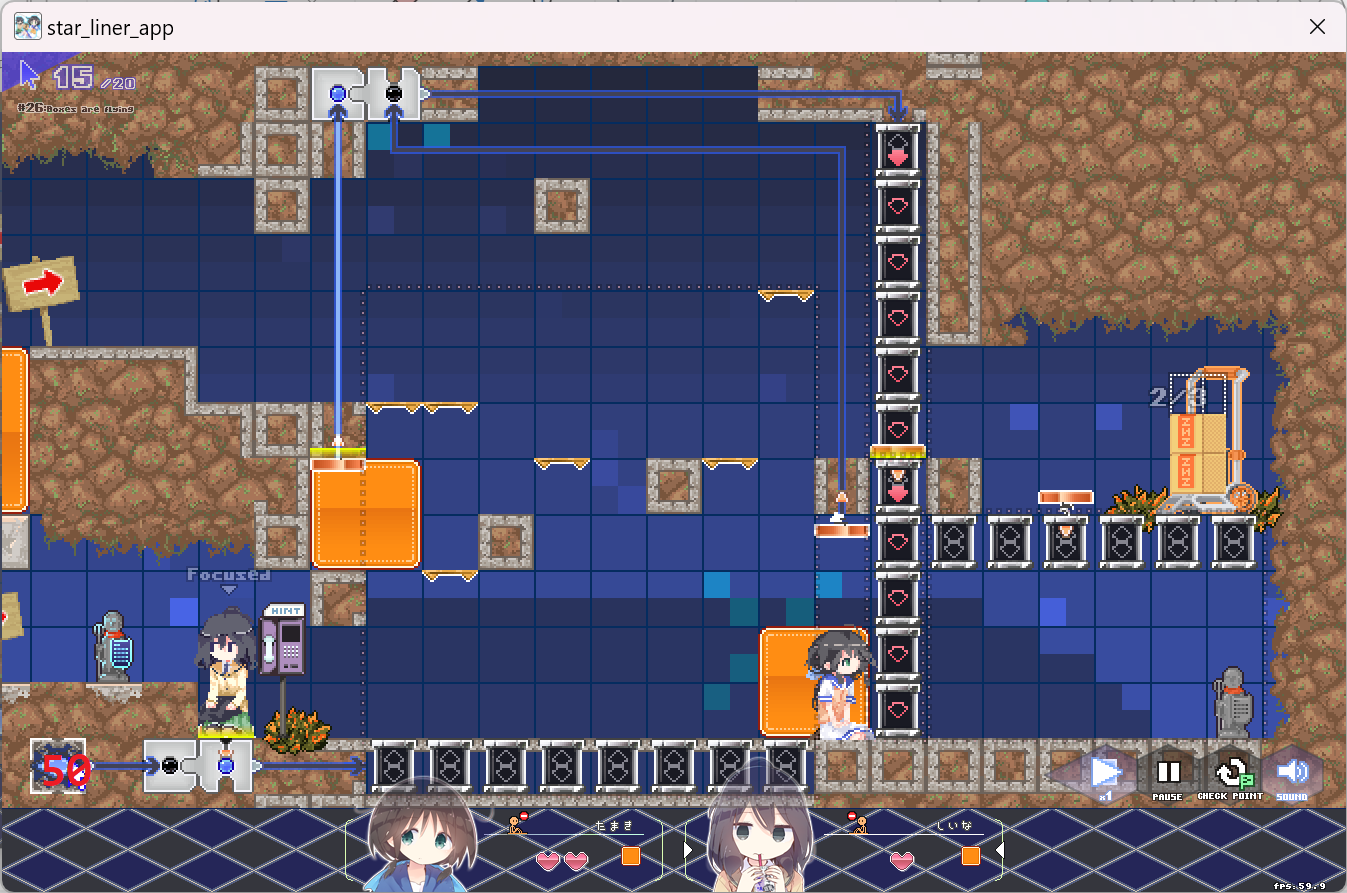 star_liner_app
15 /20
#26:Boxes are flying
2/3
Focused
HINT
50
x1
PAUSE
CHECK POINT
SOUND
たまき
しいな
fps:59.9